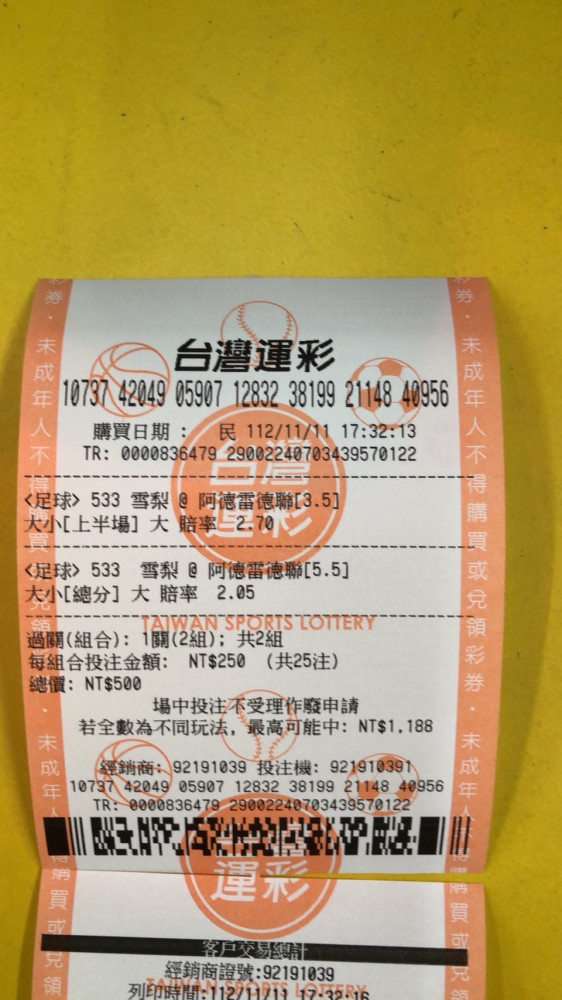 台灣運彩
10737 42049 05907 12832 38199 21148 40956
購買日期： 民 112/11/11 17:32:13
TR: 0000836479 29002240703439570122
<足球> 533 雪梨 @ 阿德雷德聯[3.5]
大小[上半場] 大 賠率 2.70
<足球> 533 雪梨 @ 阿德雷德聯[5.5]
大小[總分] 大 賠率 2.05
TAIWAN SPORTS LOTTERY
過關(組合): 1關(2組); 共2組
每組合投注金額: NT$250 (共25注)
總價: NT$500
場中投注不受理作廢申請
若全數為不同玩法, 最高可能中: NT$1,188
經銷商: 92191039 投注機: 921910391
10737 42049 05907 12832 38199 21148 40956
TR: 0000836479 29002240703439570122
運彩
客戶交易總計
經銷商證號:92191039
列印時間:112/11/11 17:32:16
券．未成年人不得購買或兌領彩券．未成年人